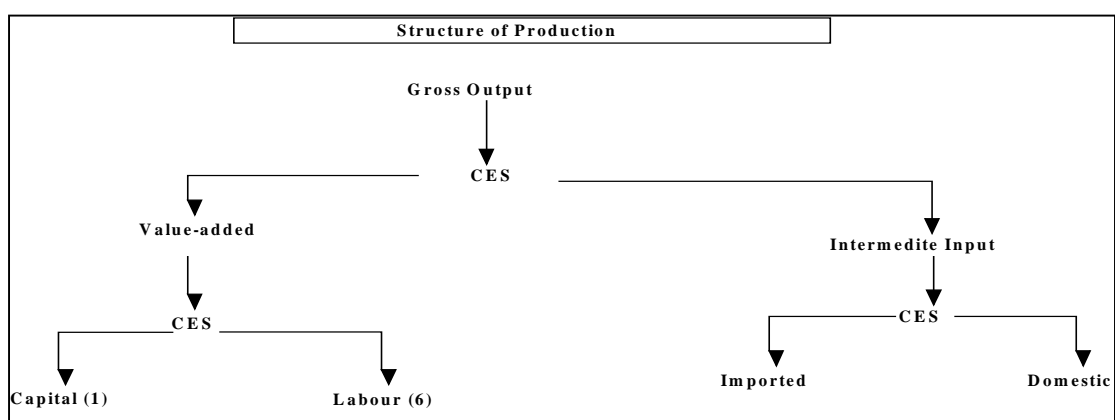 Structure of Production
Gross Output
CES
Value-added
Intermedite Input
CES
CES
Capital (1)
Labour (6)
Imported
Domestic